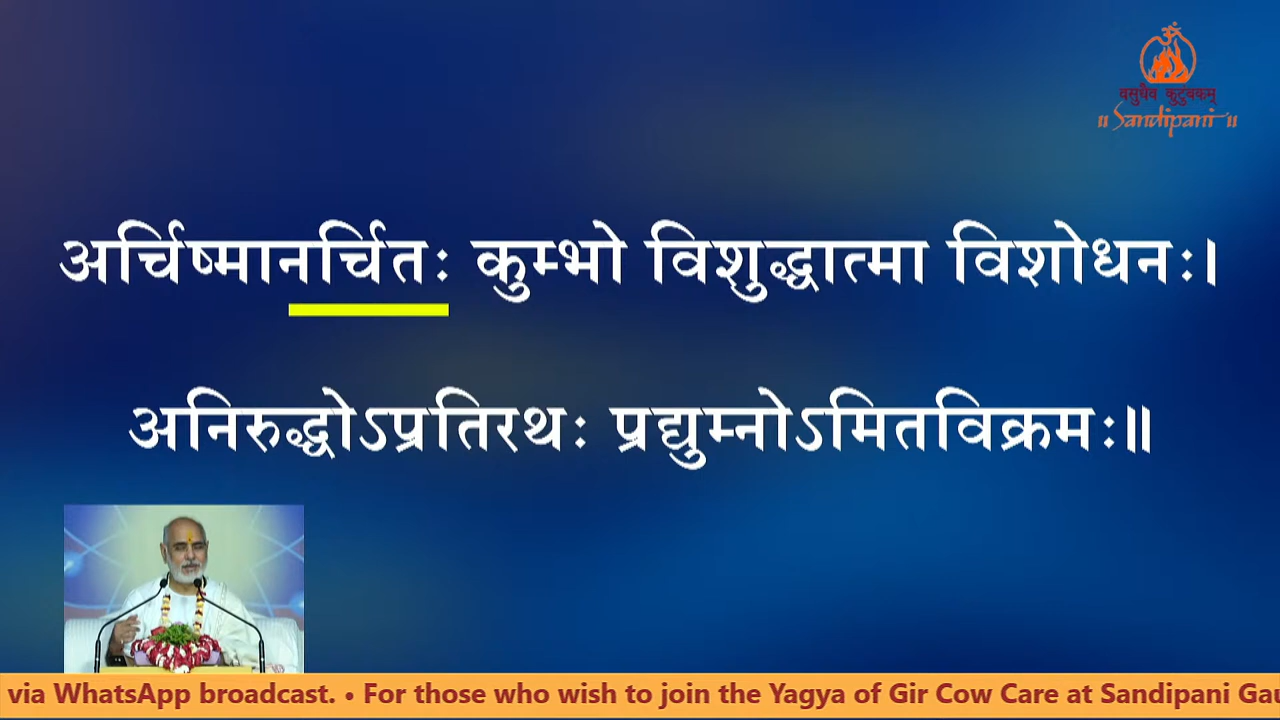 ॐ
वसुधैव कुटुंबकम्
॥ Sandipani ॥
अर्चिष्मानर्चितः कुम्भो विशुद्धात्मा विशोधनः।
अनिरुद्धोऽप्रतिरथः प्रद्युम्नोऽमितविक्रमः॥
via WhatsApp broadcast. • For those who wish to join the Yagya of Gir Cow Care at Sandipani Gau